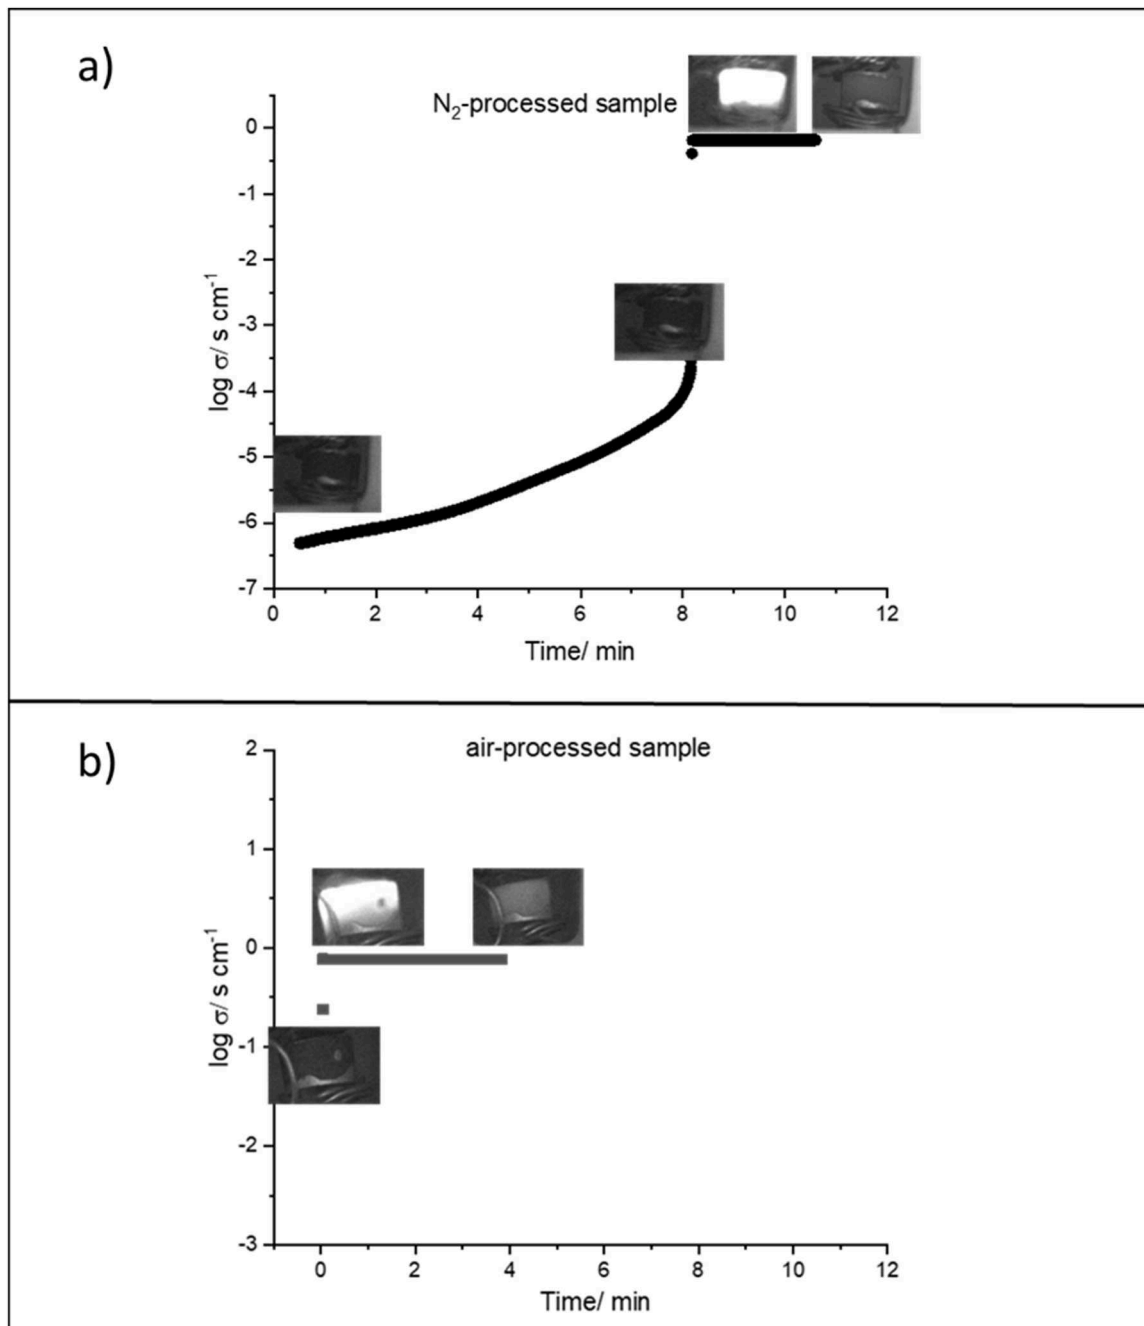 a)
N₂-processed sample
0
-1
-2
-3
-4
-5
-6
-7
log σ/ s cm⁻¹
0 2 4 6 8 10 12
Time/ min
b)
air-processed sample
2
1
0
-1
-2
-3
log σ/ s cm⁻¹
0 2 4 6 8 10 12
Time/ min